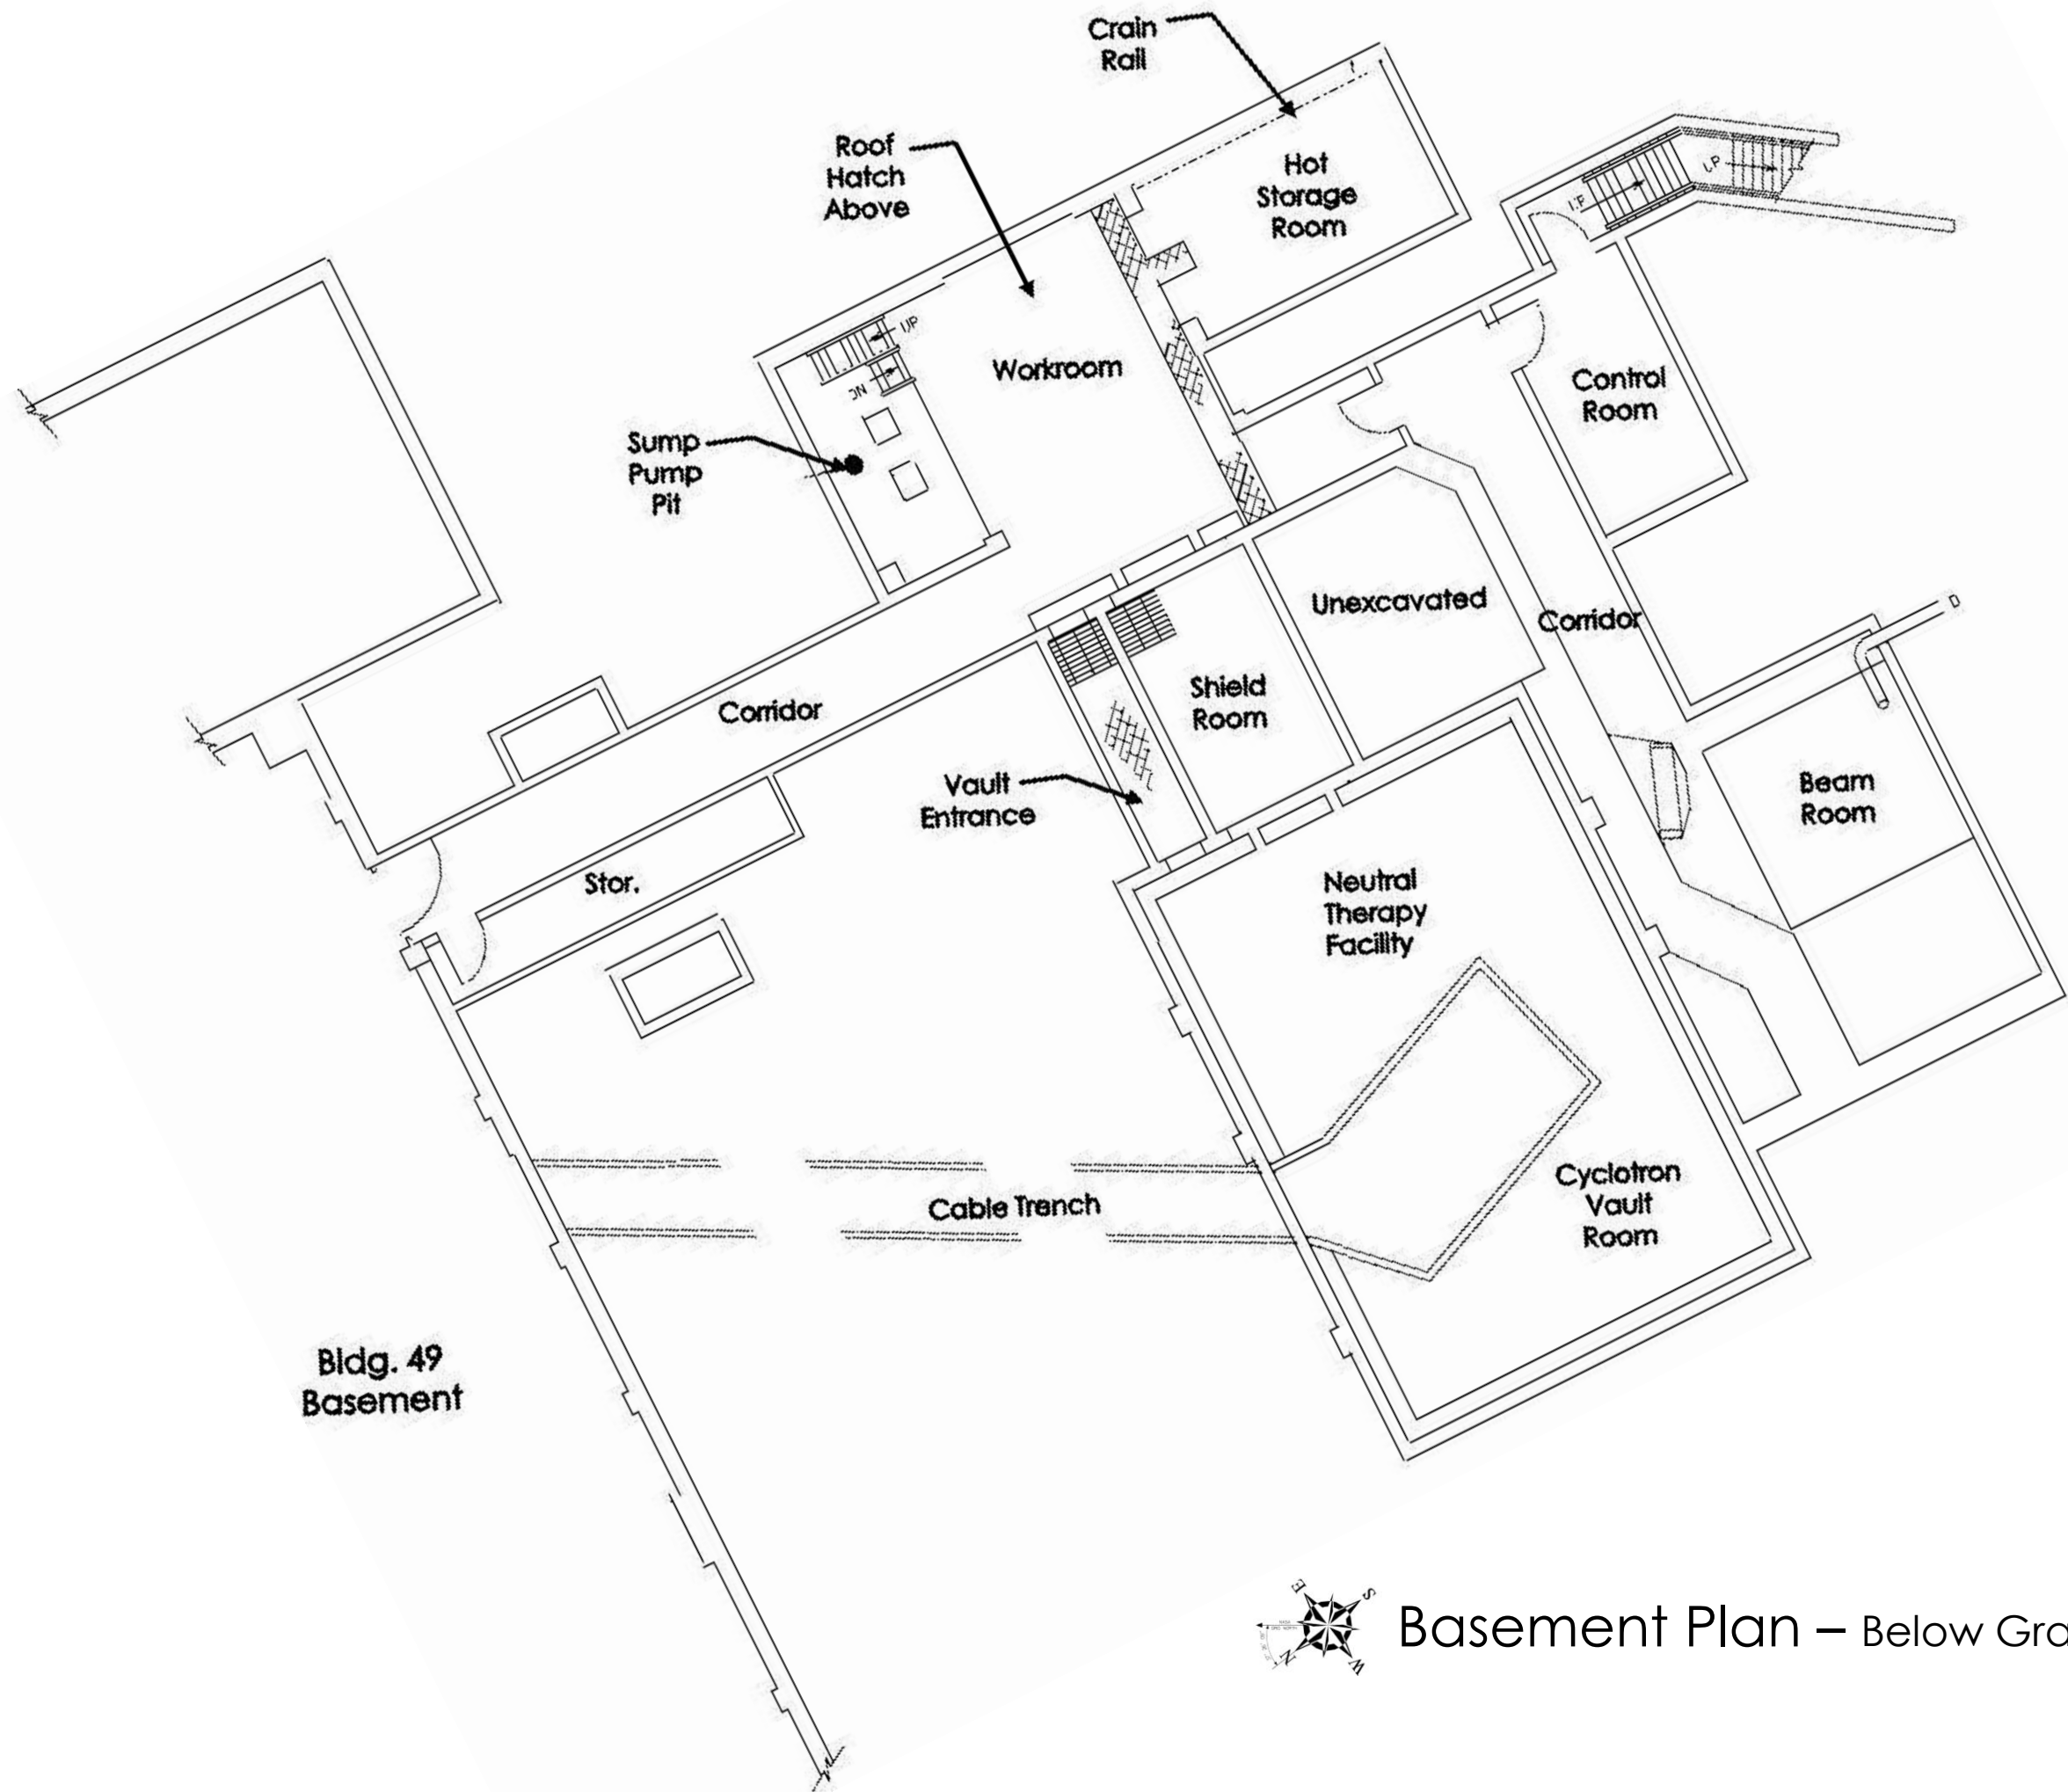 Crain
Rail
Roof
Hatch
Above
Hot
Storage
Room
UP
UP
UP
DN
Workroom
Control
Room
Sump
Pump
Pit
Unexcavated
Corridor
Shield
Room
Corridor
Vault
Entrance
Beam
Room
Stor.
Neutral
Therapy
Facility
Cable Trench
Cyclotron
Vault
Room
Bldg. 49
Basement
E
S
N
W
Basement Plan – Below Gra